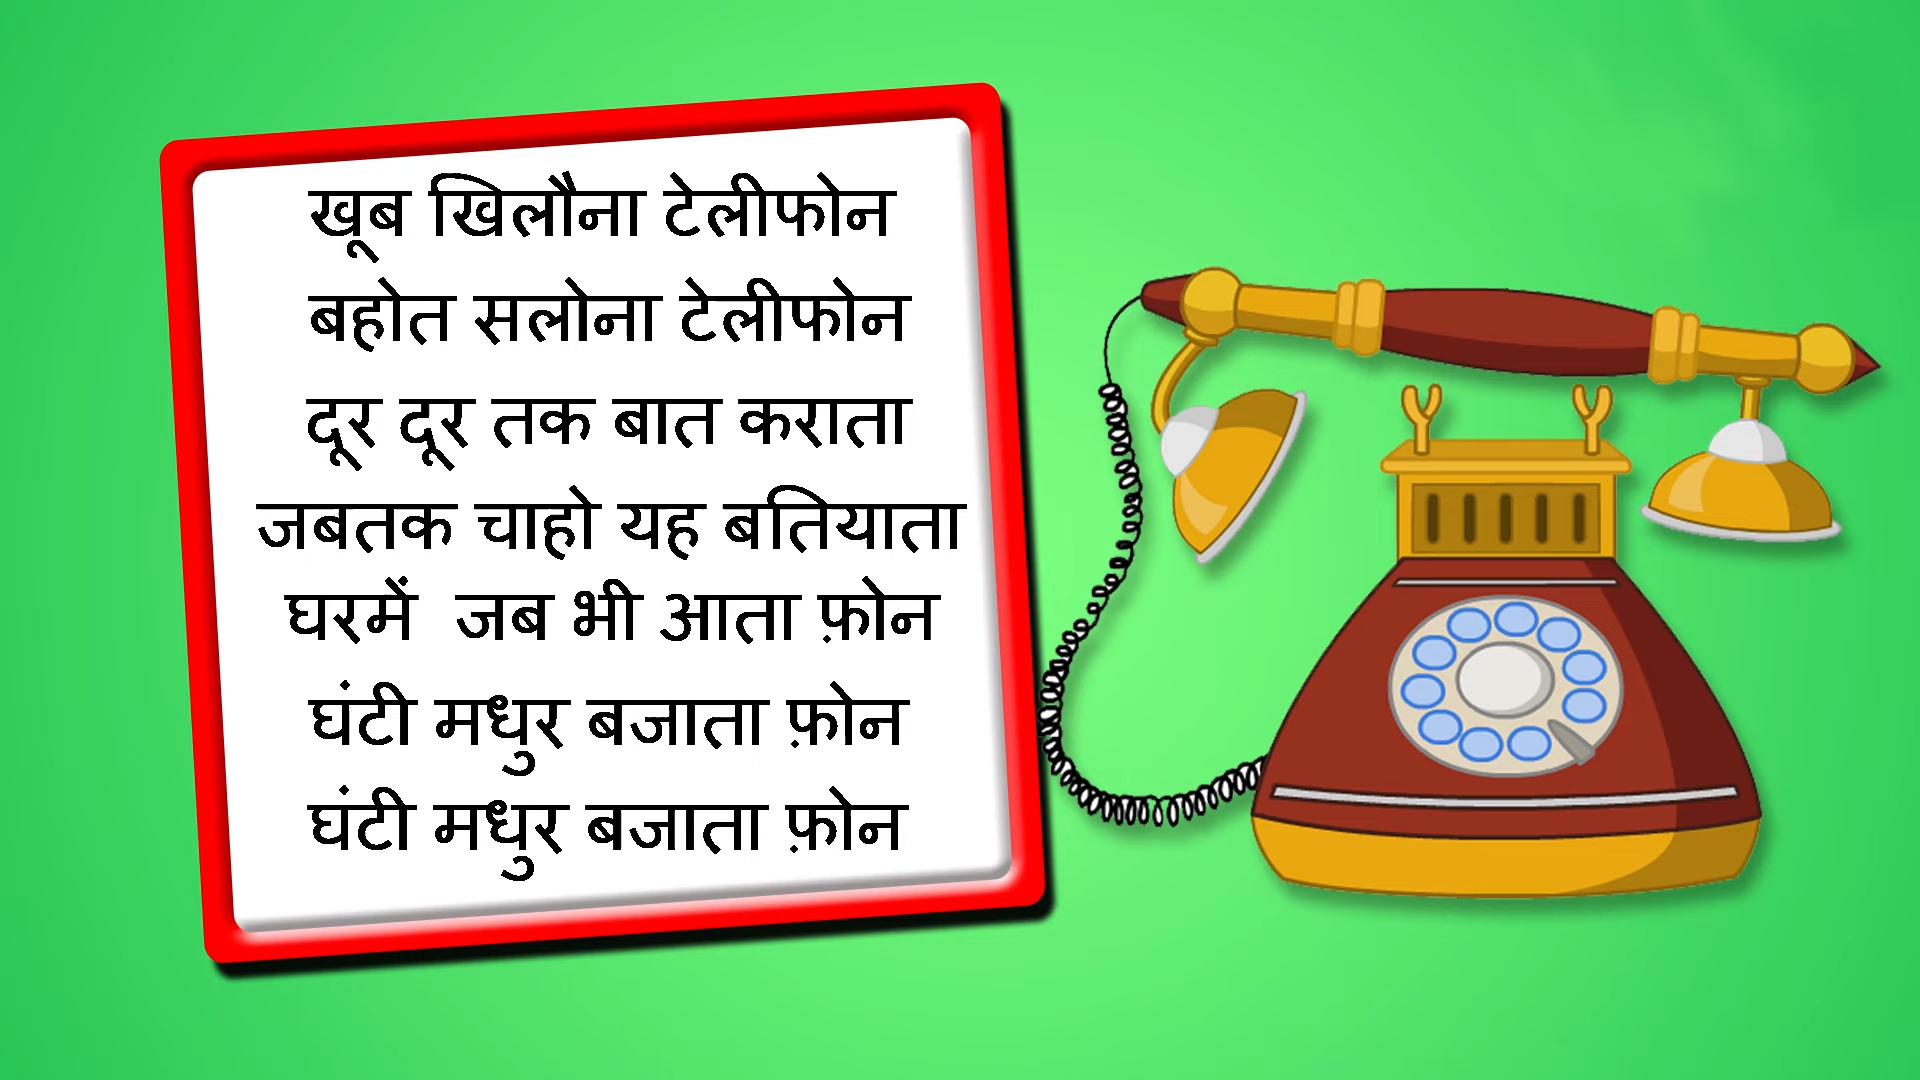 खूब खिलौना टेलीफोन
बहोत सलोना टेलीफोन
दूर दूर तक बात कराता
जबतक चाहो यह बतियाता
घरमें जब भी आता फ़ोन
घंटी मधुर बजाता फ़ोन
घंटी मधुर बजाता फ़ोन